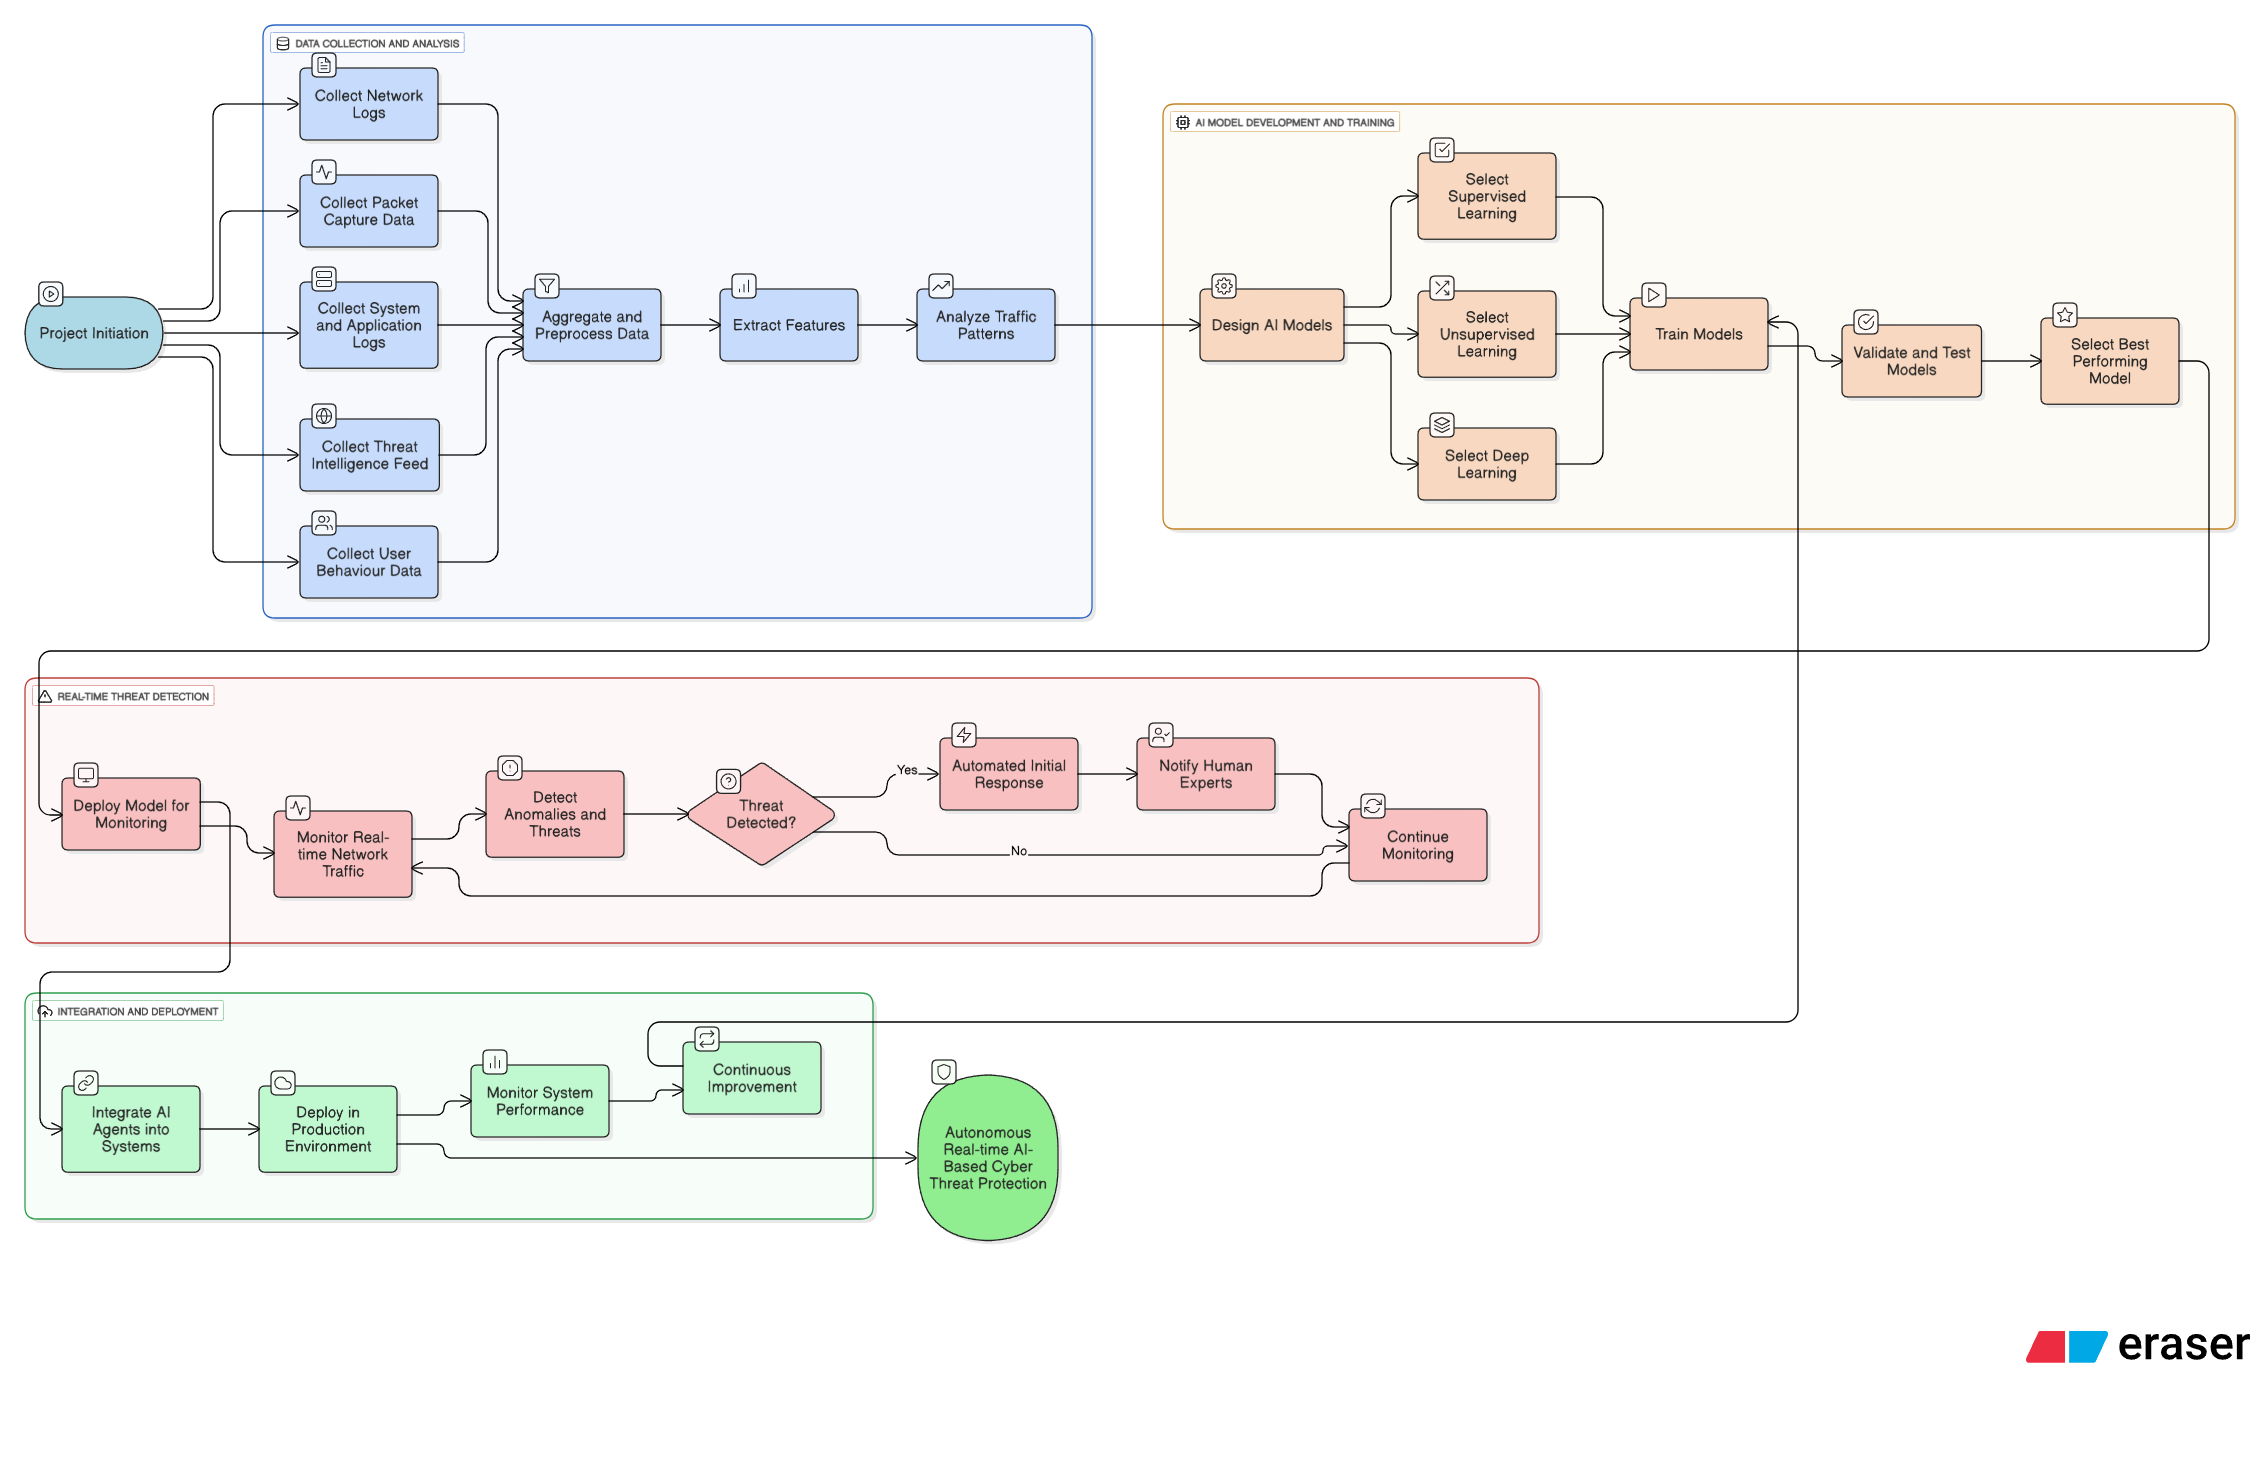 DATA COLLECTION AND ANALYSIS
Collect Network
Logs
Collect Packet
Capture Data
Project Initiation
Collect System
and Application
Logs
Collect Threat
Intelligence Feed
Collect User
Behaviour Data
Aggregate and
Preprocess Data
Extract Features
Analyze Traffic
Patterns
AI MODEL DEVELOPMENT AND TRAINING
Design AI Models
Select
Supervised
Learning
Select
Unsupervised
Learning
Select Deep
Learning
Train Models
Validate and Test
Models
Select Best
Performing
Model
REAL-TIME THREAT DETECTION
Deploy Model for
Monitoring
Monitor Real-
time Network
Traffic
Detect
Anomalies and
Threats
Threat
Detected?
Yes
No
Automated Initial
Response
Notify Human
Experts
Continue
Monitoring
INTEGRATION AND DEPLOYMENT
Integrate AI
Agents into
Systems
Deploy in
Production
Environment
Monitor System
Performance
Continuous
Improvement
Autonomous
Real-time AI-
Based Cyber
Threat Protection
eraser